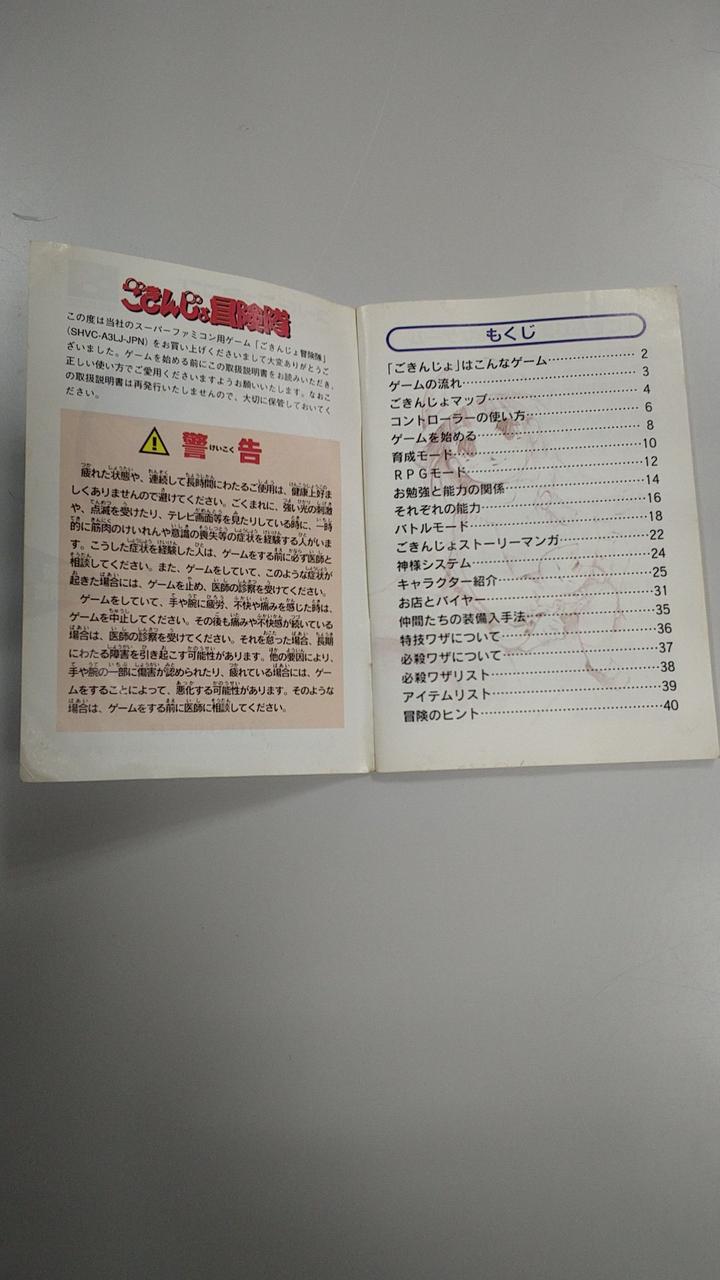 ごきんじょ冒険隊
この度は当社のスーパーファミコン用ゲーム「ごきんじょ冒険隊」
(SHVC-A3LJ-JPN)をお買い上げくださいまして大変ありがとうご
ざいました。ゲームを始める前にこの取扱説明書をお読みいただき、
正しい使い方でご愛用くださいますようお願いいたします。なおこ
の取扱説明書は再発行いたしませんので、大切に保管しておいてく
ださい。
警告
けいこく
疲れた状態や、連続して長時間にわたるご使用は、健康上好ま
しくありませんので避けてください。ごくまれに、強い光の刺激
や、点滅を受けたり、テレビ画面等を見たりしている時に、一時
的に筋肉のけいれんや意識の喪失等の症状を経験する人がいま
す。こうした症状を経験した人は、ゲームをする前に必ず医師と
相談してください。また、ゲームをしていて、このような症状が
起きた場合には、ゲームを止め、医師の診察を受けてください。
ゲームをしていて、手や腕に疲労、不快や痛みを感じた時は、
ゲームを中止してください。その後も痛みや不快感が続いている
場合は、医師の診察を受けてください。それを怠った場合、長期
にわたる障害を引き起こす可能性があります。他の要因により、
手や腕の一部に傷害が認められたり、疲れている場合には、ゲー
ムをすることによって、悪化する可能性があります。そのような
場合は、ゲームをする前に医師に相談してください。
もくじ
「ごきんじょ」はこんなゲーム……………… 2
ゲームの流れ……………………………… 3
ごきんじょマップ………………………… 4
コントローラーの使い方………………… 6
ゲームを始める…………………………… 8
育成モード………………………………10
RPGモード………………………………12
お勉強と能力の関係……………………14
それぞれの能力…………………………16
バトルモード……………………………18
ごきんじょストーリーマンガ……………22
神様システム……………………………24
キャラクター紹介………………………25
お店とバイヤー…………………………31
仲間たちの装備入手法…………………35
特技ワザについて………………………36
必殺ワザについて………………………37
必殺ワザリスト…………………………38
アイテムリスト…………………………39
冒険のヒント……………………………40